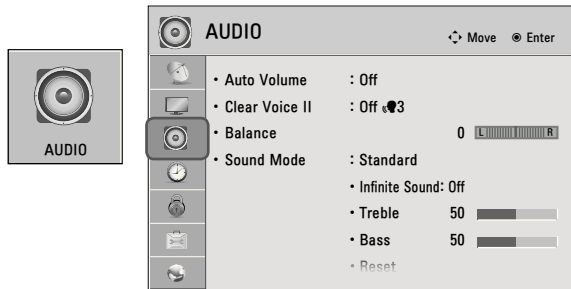 AUDIO
AUDIO Move Enter
• Auto Volume : Off
• Clear Voice II : Off 3
• Balance 0 L R
• Sound Mode : Standard
• Infinite Sound: Off
• Treble 50
• Bass 50
• Reset